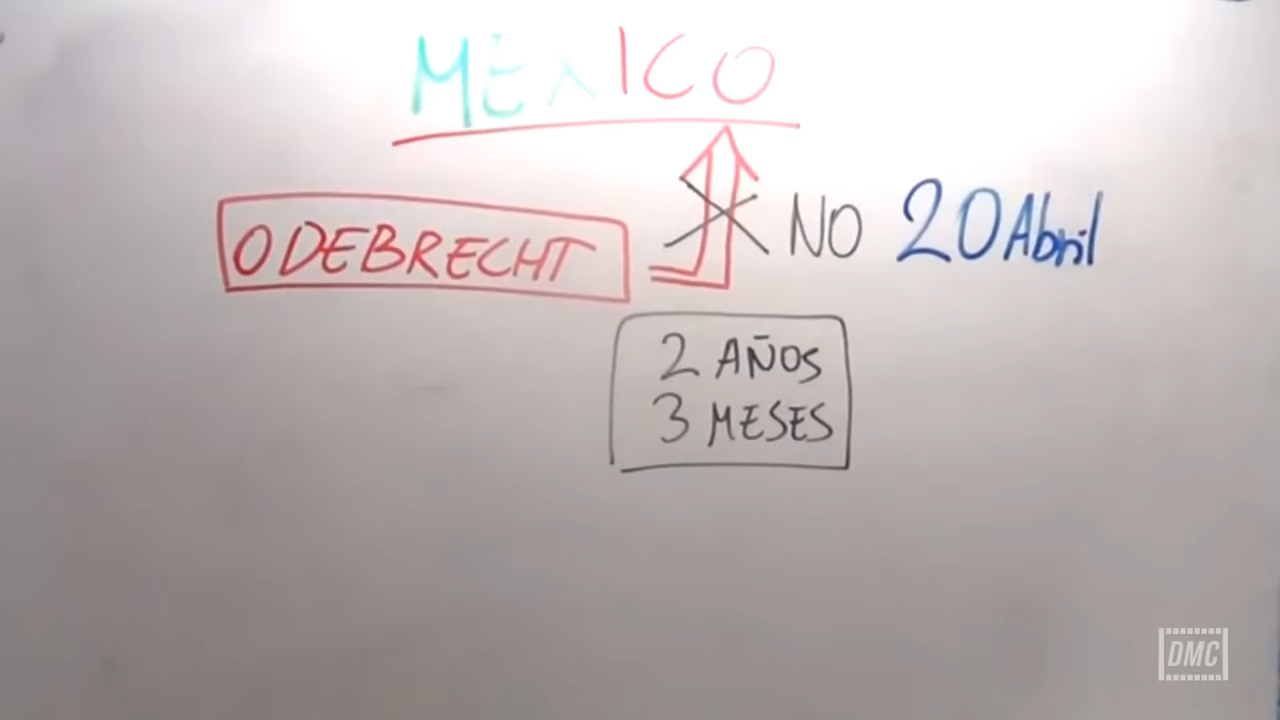 MEXICO
ODEBRECHT
NO 20 Abril
2 AÑOS
3 MESES
DMC